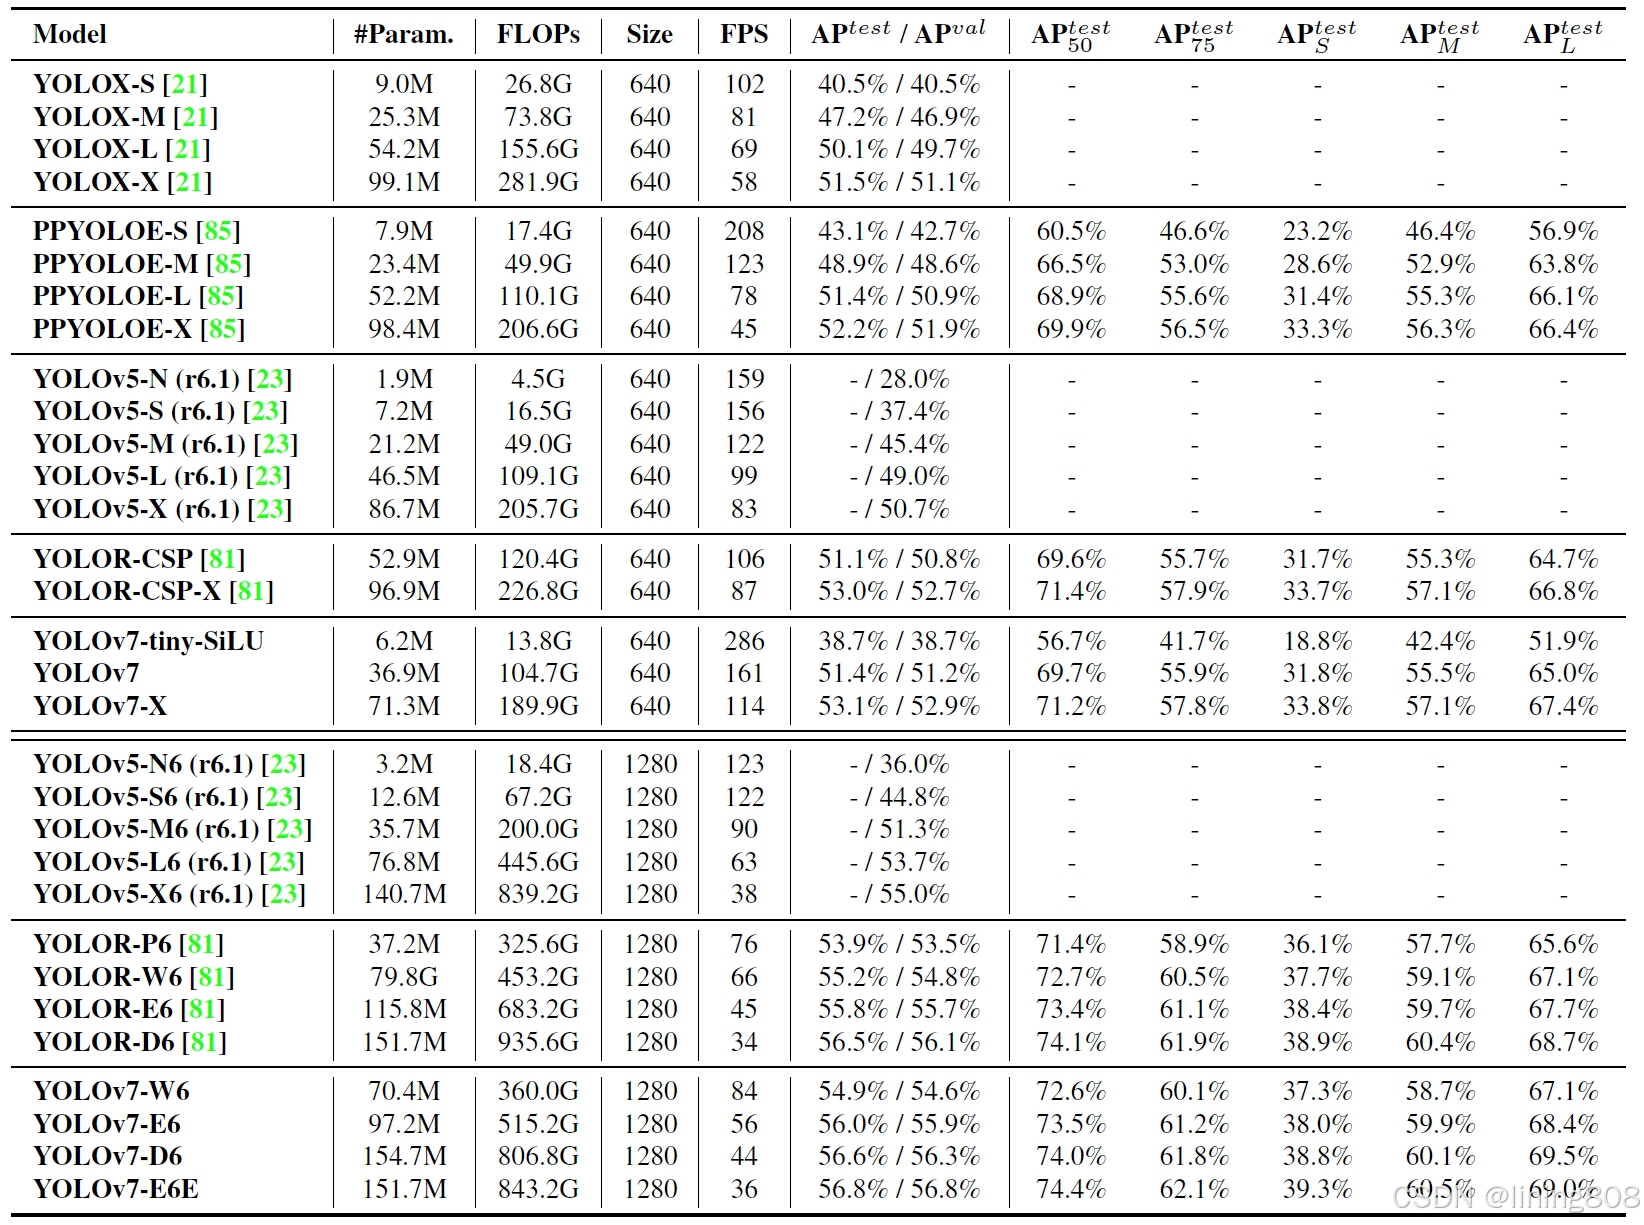 Model #Param. FLOPs Size FPS AP^test / AP^val AP_50^test AP_75^test AP_S^test AP_M^test AP_L^test
YOLOX-S [21] 9.0M 26.8G 640 102 40.5% / 40.5% - - - - -
YOLOX-M [21] 25.3M 73.8G 640 81 47.2% / 46.9% - - - - -
YOLOX-L [21] 54.2M 155.6G 640 69 50.1% / 49.7% - - - - -
YOLOX-X [21] 99.1M 281.9G 640 58 51.5% / 51.1% - - - - -
PPYOLOE-S [85] 7.9M 17.4G 640 208 43.1% / 42.7% 60.5% 46.6% 23.2% 46.4% 56.9%
PPYOLOE-M [85] 23.4M 49.9G 640 123 48.9% / 48.6% 66.5% 53.0% 28.6% 52.9% 63.8%
PPYOLOE-L [85] 52.2M 110.1G 640 78 51.4% / 50.9% 68.9% 55.6% 31.4% 55.3% 66.1%
PPYOLOE-X [85] 98.4M 206.6G 640 45 52.2% / 51.9% 69.9% 56.5% 33.3% 56.3% 66.4%
YOLOv5-N (r6.1) [23] 1.9M 4.5G 640 159 - / 28.0% - - - - -
YOLOv5-S (r6.1) [23] 7.2M 16.5G 640 156 - / 37.4% - - - - -
YOLOv5-M (r6.1) [23] 21.2M 49.0G 640 122 - / 45.4% - - - - -
YOLOv5-L (r6.1) [23] 46.5M 109.1G 640 99 - / 49.0% - - - - -
YOLOv5-X (r6.1) [23] 86.7M 205.7G 640 83 - / 50.7% - - - - -
YOLOR-CSP [81] 52.9M 120.4G 640 106 51.1% / 50.8% 69.6% 55.7% 31.7% 55.3% 64.7%
YOLOR-CSP-X [81] 96.9M 226.8G 640 87 53.0% / 52.7% 71.4% 57.9% 33.7% 57.1% 66.8%
YOLOv7-tiny-SiLU 6.2M 13.8G 640 286 38.7% / 38.7% 56.7% 41.7% 18.8% 42.4% 51.9%
YOLOv7 36.9M 104.7G 640 161 51.4% / 51.2% 69.7% 55.9% 31.8% 55.5% 65.0%
YOLOv7-X 71.3M 189.9G 640 114 53.1% / 52.9% 71.2% 57.8% 33.8% 57.1% 67.4%
YOLOv5-N6 (r6.1) [23] 3.2M 18.4G 1280 123 - / 36.0% - - - - -
YOLOv5-S6 (r6.1) [23] 12.6M 67.2G 1280 122 - / 44.8% - - - - -
YOLOv5-M6 (r6.1) [23] 35.7M 200.0G 1280 90 - / 51.3% - - - - -
YOLOv5-L6 (r6.1) [23] 76.8M 445.6G 1280 63 - / 53.7% - - - - -
YOLOv5-X6 (r6.1) [23] 140.7M 839.2G 1280 38 - / 55.0% - - - - -
YOLOR-P6 [81] 37.2M 325.6G 1280 76 53.9% / 53.5% 71.4% 58.9% 36.1% 57.7% 65.6%
YOLOR-W6 [81] 79.8G 453.2G 1280 66 55.2% / 54.8% 72.7% 60.5% 37.7% 59.1% 67.1%
YOLOR-E6 [81] 115.8M 683.2G 1280 45 55.8% / 55.7% 73.4% 61.1% 38.4% 59.7% 67.7%
YOLOR-D6 [81] 151.7M 935.6G 1280 34 56.5% / 56.1% 74.1% 61.9% 38.9% 60.4% 68.7%
YOLOv7-W6 70.4M 360.0G 1280 84 54.9% / 54.6% 72.6% 60.1% 37.3% 58.7% 67.1%
YOLOv7-E6 97.2M 515.2G 1280 56 56.0% / 55.9% 73.5% 61.2% 38.0% 59.9% 68.4%
YOLOv7-D6 154.7M 806.8G 1280 44 56.6% / 56.3% 74.0% 61.8% 38.8% 60.1% 69.5%
YOLOv7-E6E 151.7M 843.2G 1280 36 56.8% / 56.8% 74.4% 62.1% 39.3% 60.5% 69.0%
CSDN @lining808